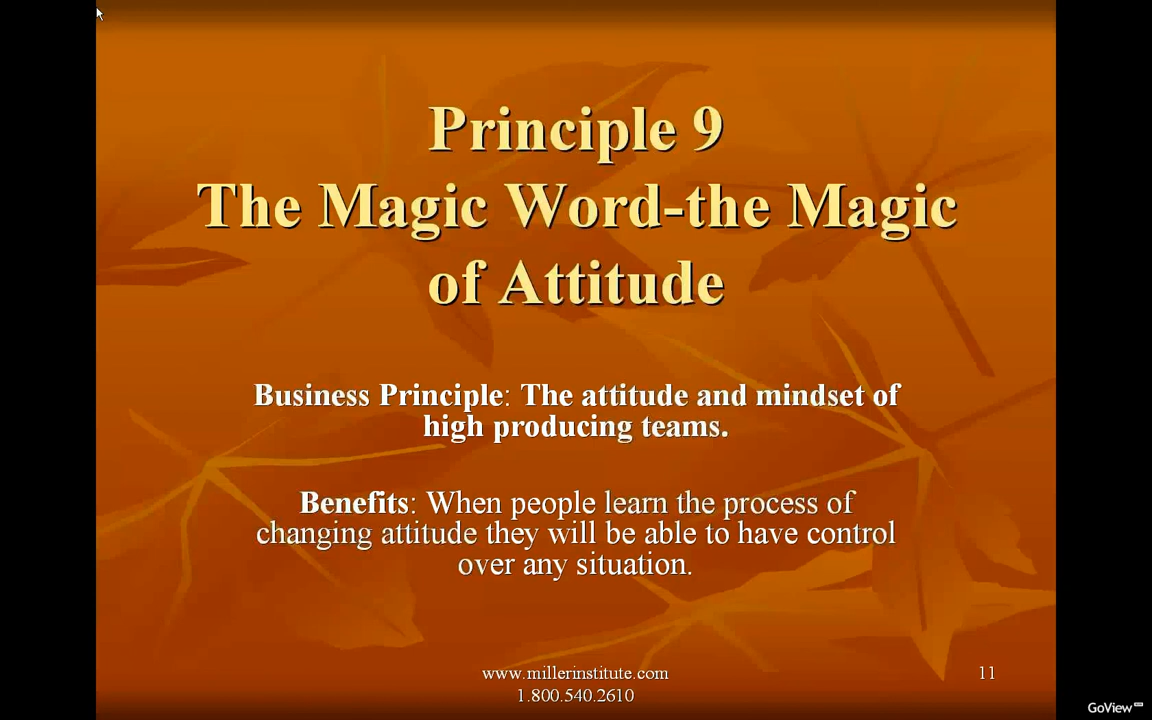 Principle 9
The Magic Word-the Magic
of Attitude
Business Principle: The attitude and mindset of
high producing teams.
Benefits: When people learn the process of
changing attitude they will be able to have control
over any situation.
www.millerinstitute.com
1.800.540.2610
11
GoView